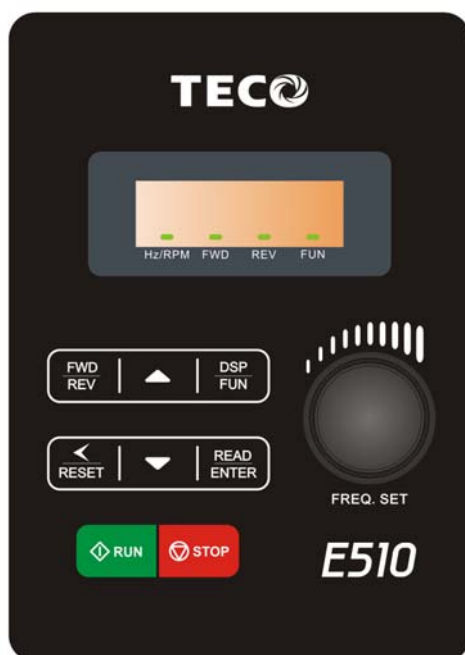 TECO
Hz/RPM FWD REV FUN
FWD
REV
DSP
FUN
RESET
READ
ENTER
FREQ. SET
RUN
STOP
E510